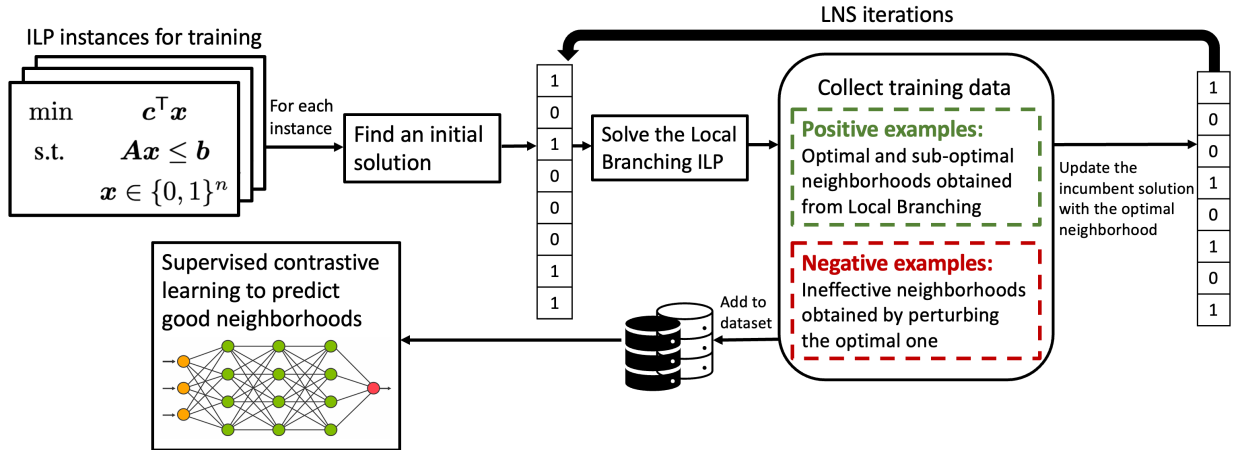 LNS iterations
ILP instances for training
min c⊤x
s.t. Ax ≤ b
x ∈ {0, 1}ⁿ
For each
instance
Find an initial
solution
1
0
1
0
0
0
1
1
Solve the Local
Branching ILP
Collect training data
Positive examples:
Optimal and sub-optimal
neighborhoods obtained
from Local Branching
Negative examples:
Ineffective neighborhoods
obtained by perturbing
the optimal one
Update the
incumbent solution
with the optimal
neighborhood
1
0
0
1
0
1
0
1
Add to
dataset
Supervised contrastive
learning to predict
good neighborhoods